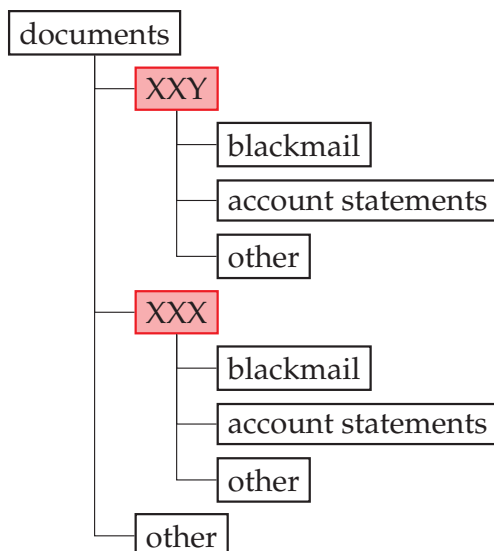 documents
XXY
blackmail
account statements
other
XXX
blackmail
account statements
other
other